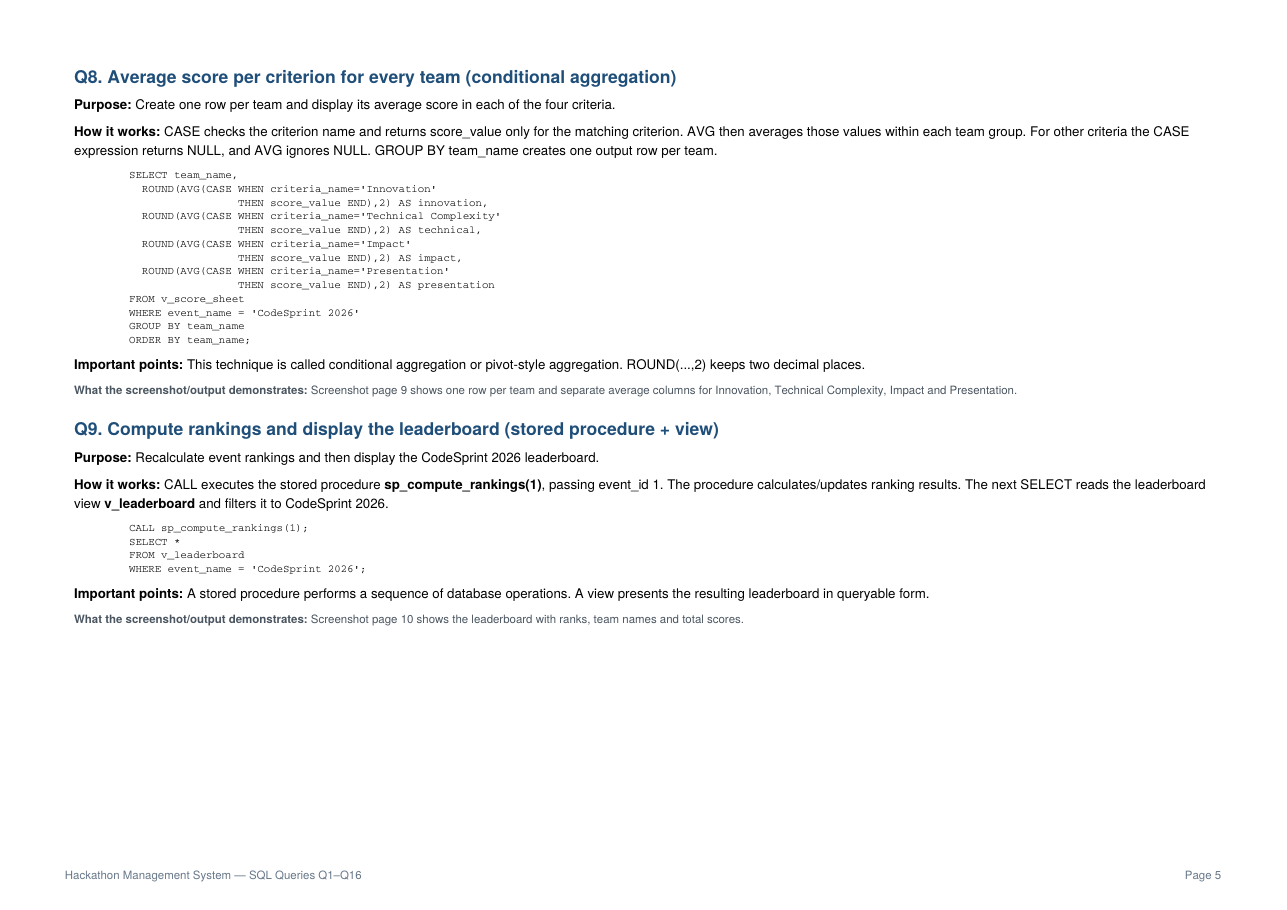 Q8. Average score per criterion for every team (conditional aggregation)
Purpose: Create one row per team and display its average score in each of the four criteria.
How it works: CASE checks the criterion name and returns score_value only for the matching criterion. AVG then averages those values within each team group. For other criteria the CASE
expression returns NULL, and AVG ignores NULL. GROUP BY team_name creates one output row per team.
SELECT team_name,
  ROUND(AVG(CASE WHEN criteria_name='Innovation'
                 THEN score_value END),2) AS innovation,
  ROUND(AVG(CASE WHEN criteria_name='Technical Complexity'
                 THEN score_value END),2) AS technical,
  ROUND(AVG(CASE WHEN criteria_name='Impact'
                 THEN score_value END),2) AS impact,
  ROUND(AVG(CASE WHEN criteria_name='Presentation'
                 THEN score_value END),2) AS presentation
FROM v_score_sheet
WHERE event_name = 'CodeSprint 2026'
GROUP BY team_name
ORDER BY team_name;
Important points: This technique is called conditional aggregation or pivot-style aggregation. ROUND(...,2) keeps two decimal places.
What the screenshot/output demonstrates: Screenshot page 9 shows one row per team and separate average columns for Innovation, Technical Complexity, Impact and Presentation.
Q9. Compute rankings and display the leaderboard (stored procedure + view)
Purpose: Recalculate event rankings and then display the CodeSprint 2026 leaderboard.
How it works: CALL executes the stored procedure sp_compute_rankings(1), passing event_id 1. The procedure calculates/updates ranking results. The next SELECT reads the leaderboard
view v_leaderboard and filters it to CodeSprint 2026.
CALL sp_compute_rankings(1);
SELECT *
FROM v_leaderboard
WHERE event_name = 'CodeSprint 2026';
Important points: A stored procedure performs a sequence of database operations. A view presents the resulting leaderboard in queryable form.
What the screenshot/output demonstrates: Screenshot page 10 shows the leaderboard with ranks, team names and total scores.
Hackathon Management System — SQL Queries Q1–Q16
Page 5